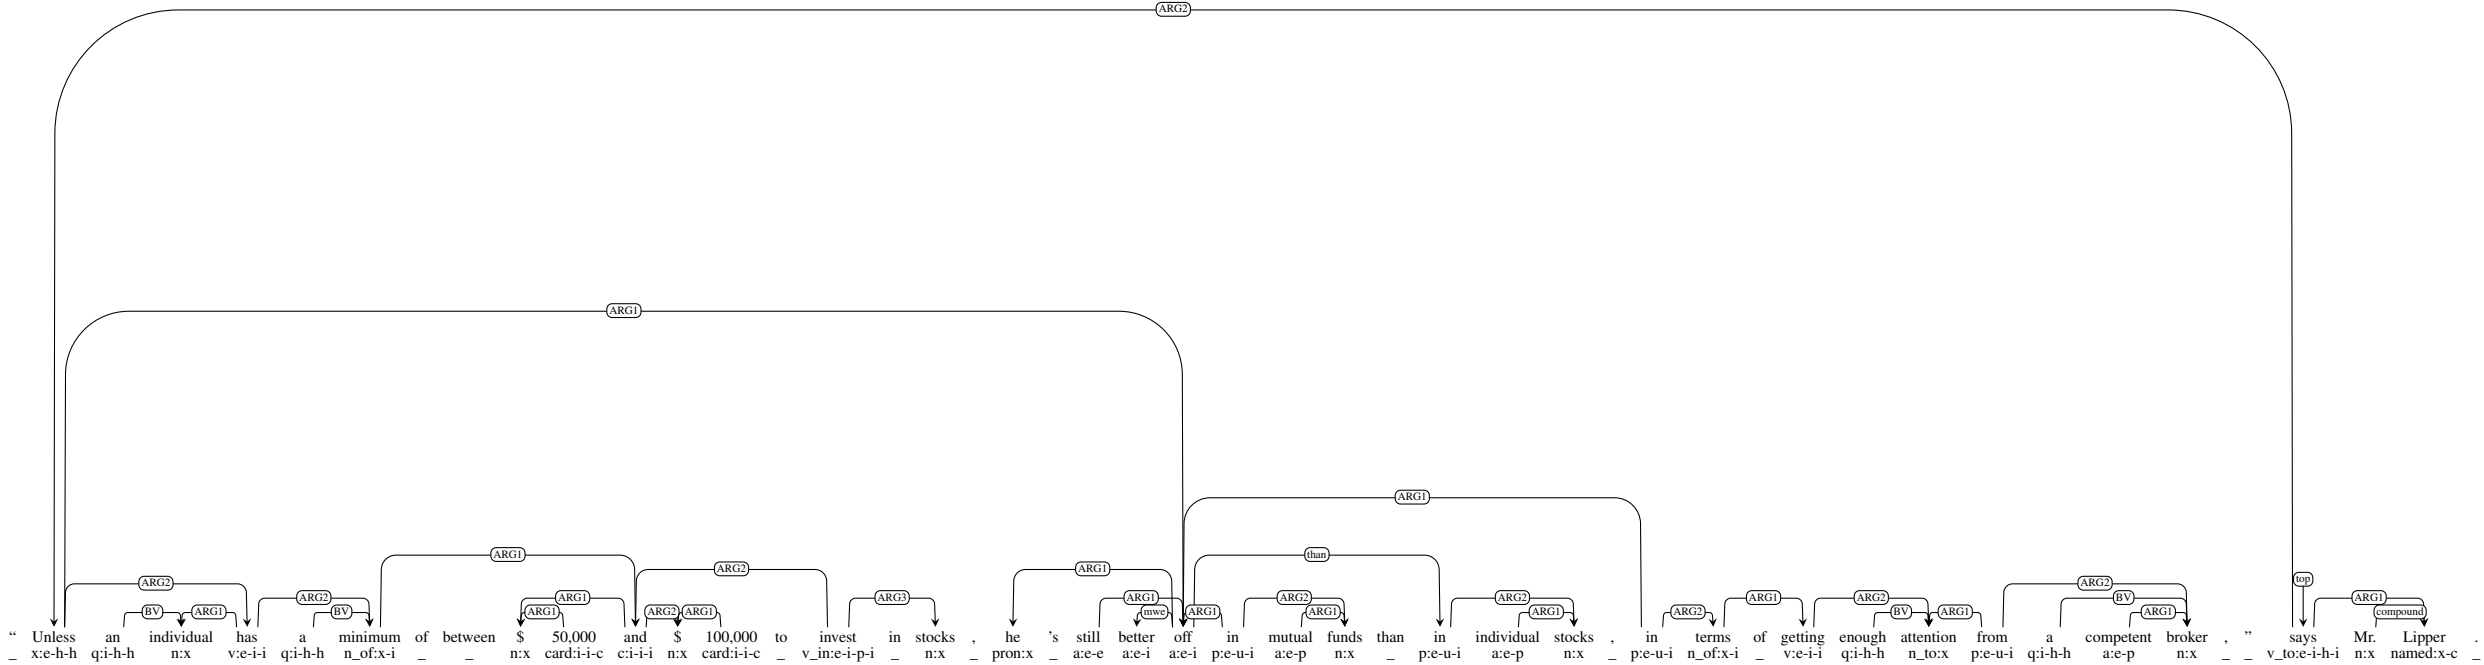 ARG2
ARG1
ARG1
ARG1 than
ARG2 ARG1
ARG2 ARG2 ARG2 top
BV ARG1 BV ARG1 ARG1 ARG2 ARG1 ARG3 ARG1 mwe ARG1 ARG2 ARG1 ARG2 ARG1 ARG2 ARG1 ARG2 BV ARG1 BV ARG1 ARG1 compound
“ Unless an individual has a minimum of between $ 50,000 and $ 100,000 to invest in stocks , he 's still better off in mutual funds than in individual stocks , in terms of getting enough attention from a competent broker , ” says Mr. Lipper .
_ x:e-h-h q:i-h-h n:x v:e-i-i q:i-h-h n_of:x-i _ _ n:x card:i-i-c c:i-i-i n:x card:i-i-c _ v_in:e-i-p-i _ n:x _ pron:x _ a:e-e a:e-i a:e-i p:e-u-i a:e-p n:x _ p:e-u-i a:e-p n:x _ p:e-u-i n_of:x-i _ v:e-i-i q:i-h-h n_to:x p:e-u-i q:i-h-h a:e-p n:x _ _ v_to:e-i-h-i n:x named:x-c _